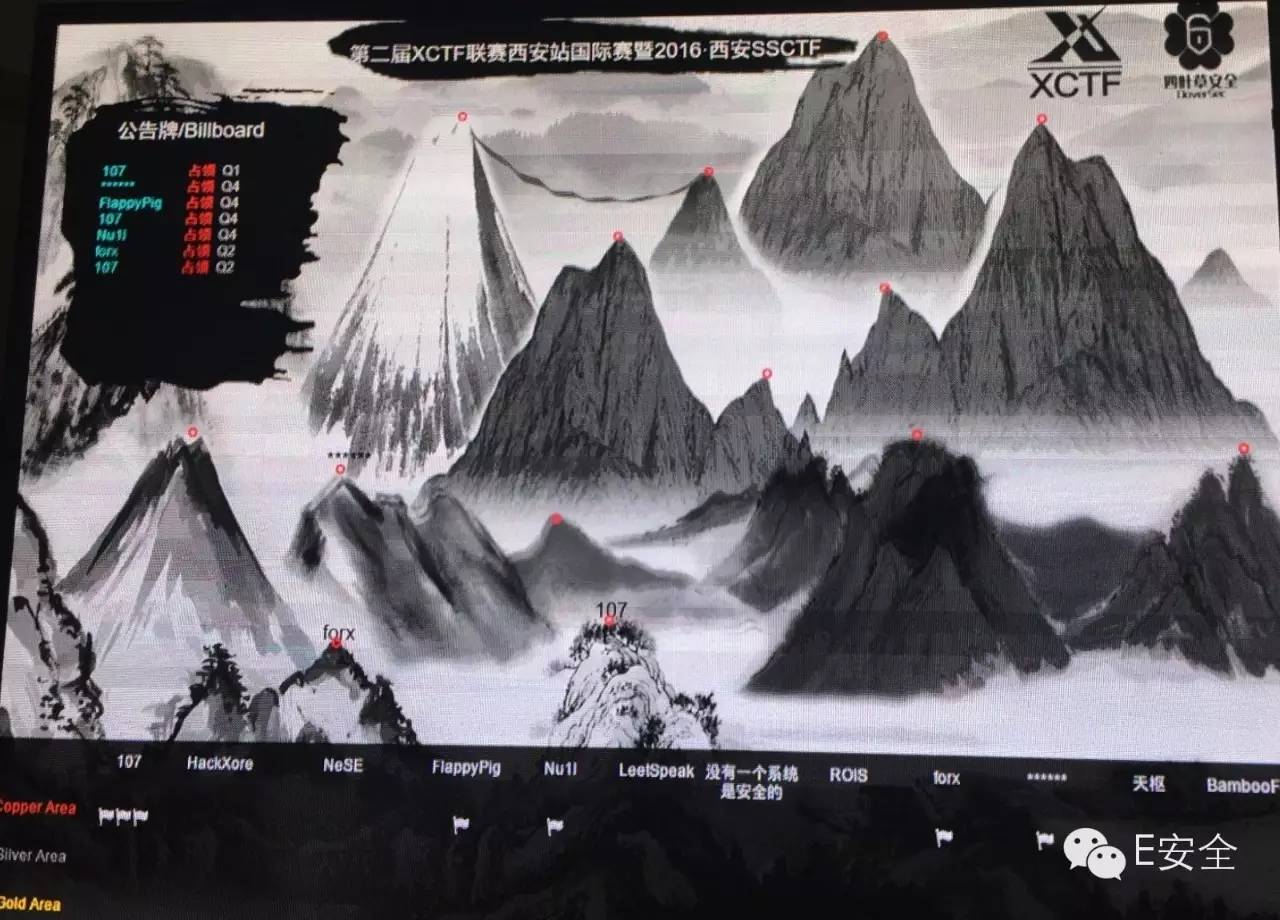 第二届XCTF联赛西安站国际赛暨2016·西安SSCTF
XCTF
四叶草安全
CloverSec
公告牌/Billboard
107 占领 Q1
****** 占领 Q4
FlappyPig 占领 Q4
107 占领 Q4
Nu1l 占领 Q4
forx 占领 Q2
107 占领 Q2
******
107
forx
107 HackXore NeSE FlappyPig Nu1l LeetSpeak 没有一个系统 ROIS forx ****** 天枢 BambooF
是安全的
Copper Area
Silver Area
Gold Area
E安全